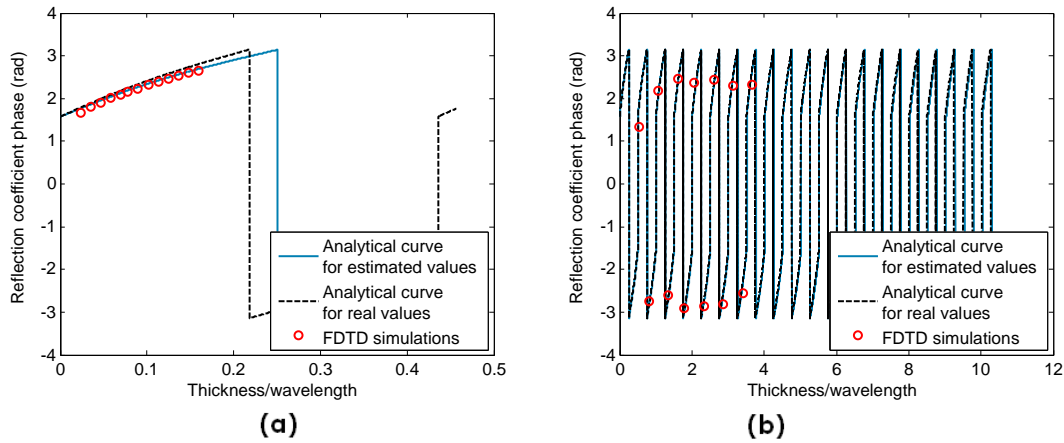 Reflection coefficient phase (rad)
4
3
2
1
0
-1
-2
-3
-4
0
0.1
0.2
0.3
0.4
0.5
Thickness/wavelength
Analytical curve
for estimated values
Analytical curve
for real values
FDTD simulations
(a)
Reflection coefficient phase (rad)
4
3
2
1
0
-1
-2
-3
-4
0
2
4
6
8
10
12
Thickness/wavelength
Analytical curve
for estimated values
Analytical curve
for real values
FDTD simulations
(b)